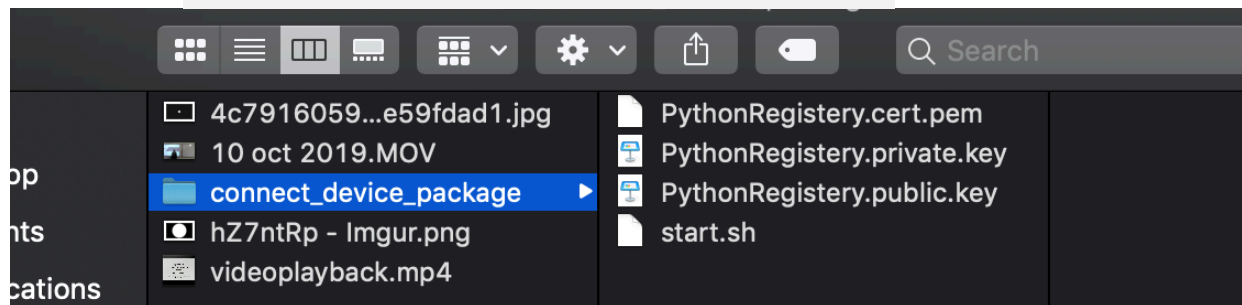 Search
op
nts
cations
4c7916059...e59fdad1.jpg
10 oct 2019.MOV
connect_device_package
hZ7ntRp - Imgur.png
videoplayback.mp4
PythonRegistery.cert.pem
PythonRegistery.private.key
PythonRegistery.public.key
start.sh